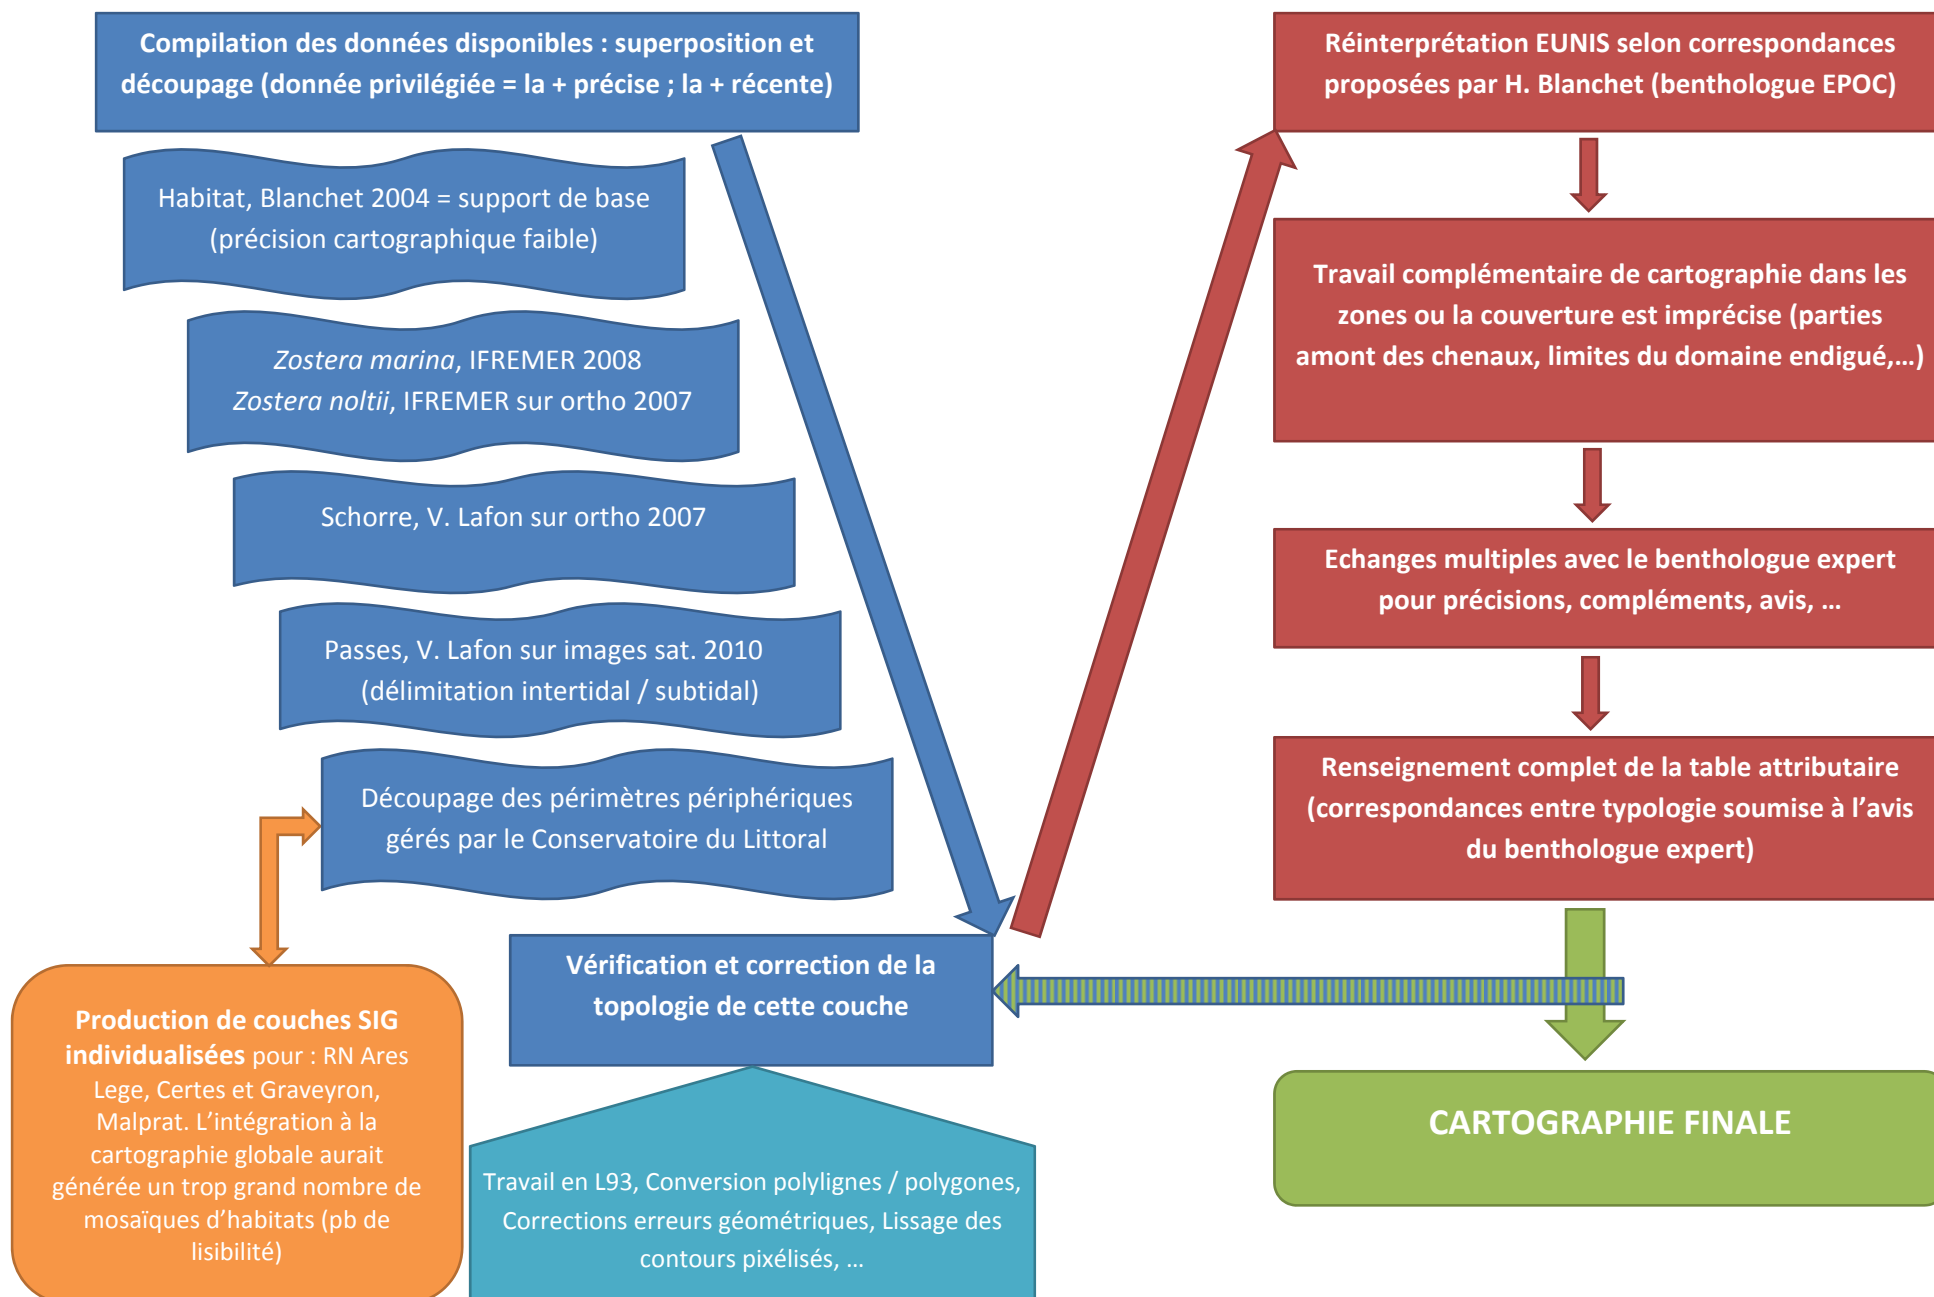 Compilation des données disponibles : superposition et
découpage (donnée privilégiée = la + précise ; la + récente)
Habitat, Blanchet 2004 = support de base
(précision cartographique faible)
Zostera marina, IFREMER 2008
Zostera noltii, IFREMER sur ortho 2007
Schorre, V. Lafon sur ortho 2007
Passes, V. Lafon sur images sat. 2010
(délimitation intertidal / subtidal)
Découpage des périmètres périphériques
gérés par le Conservatoire du Littoral
Production de couches SIG
individualisées pour : RN Ares
Lege, Certes et Graveyron,
Malprat. L’intégration à la
cartographie globale aurait
générée un trop grand nombre de
mosaïques d’habitats (pb de
lisibilité)
Vérification et correction de la
topologie de cette couche
Travail en L93, Conversion polylignes / polygones,
Corrections erreurs géométriques, Lissage des
contours pixélisés, …
Réinterprétation EUNIS selon correspondances
proposées par H. Blanchet (benthologue EPOC)
Travail complémentaire de cartographie dans les
zones ou la couverture est imprécise (parties
amont des chenaux, limites du domaine endigué,…)
Echanges multiples avec le benthologue expert
pour précisions, compléments, avis, …
Renseignement complet de la table attributaire
(correspondances entre typologie soumise à l’avis
du benthologue expert)
CARTOGRAPHIE FINALE